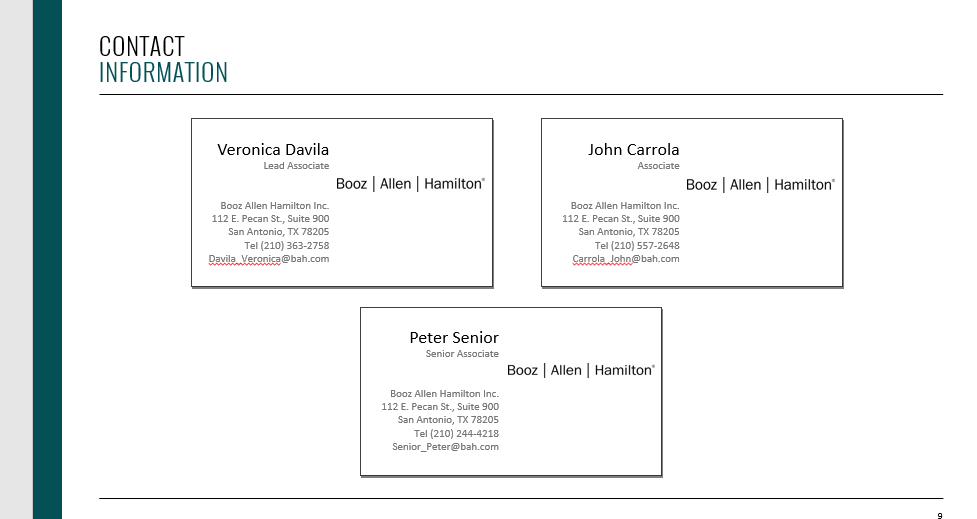 CONTACT
INFORMATION
Veronica Davila
Lead Associate
Booz | Allen | Hamilton®
Booz Allen Hamilton Inc.
112 E. Pecan St., Suite 900
San Antonio, TX 78205
Tel (210) 363-2758
Davila_Veronica@bah.com
John Carrola
Associate
Booz | Allen | Hamilton®
Booz Allen Hamilton Inc.
112 E. Pecan St., Suite 900
San Antonio, TX 78205
Tel (210) 557-2648
Carrola_John@bah.com
Peter Senior
Senior Associate
Booz | Allen | Hamilton®
Booz Allen Hamilton Inc.
112 E. Pecan St., Suite 900
San Antonio, TX 78205
Tel (210) 244-4218
Senior_Peter@bah.com
9